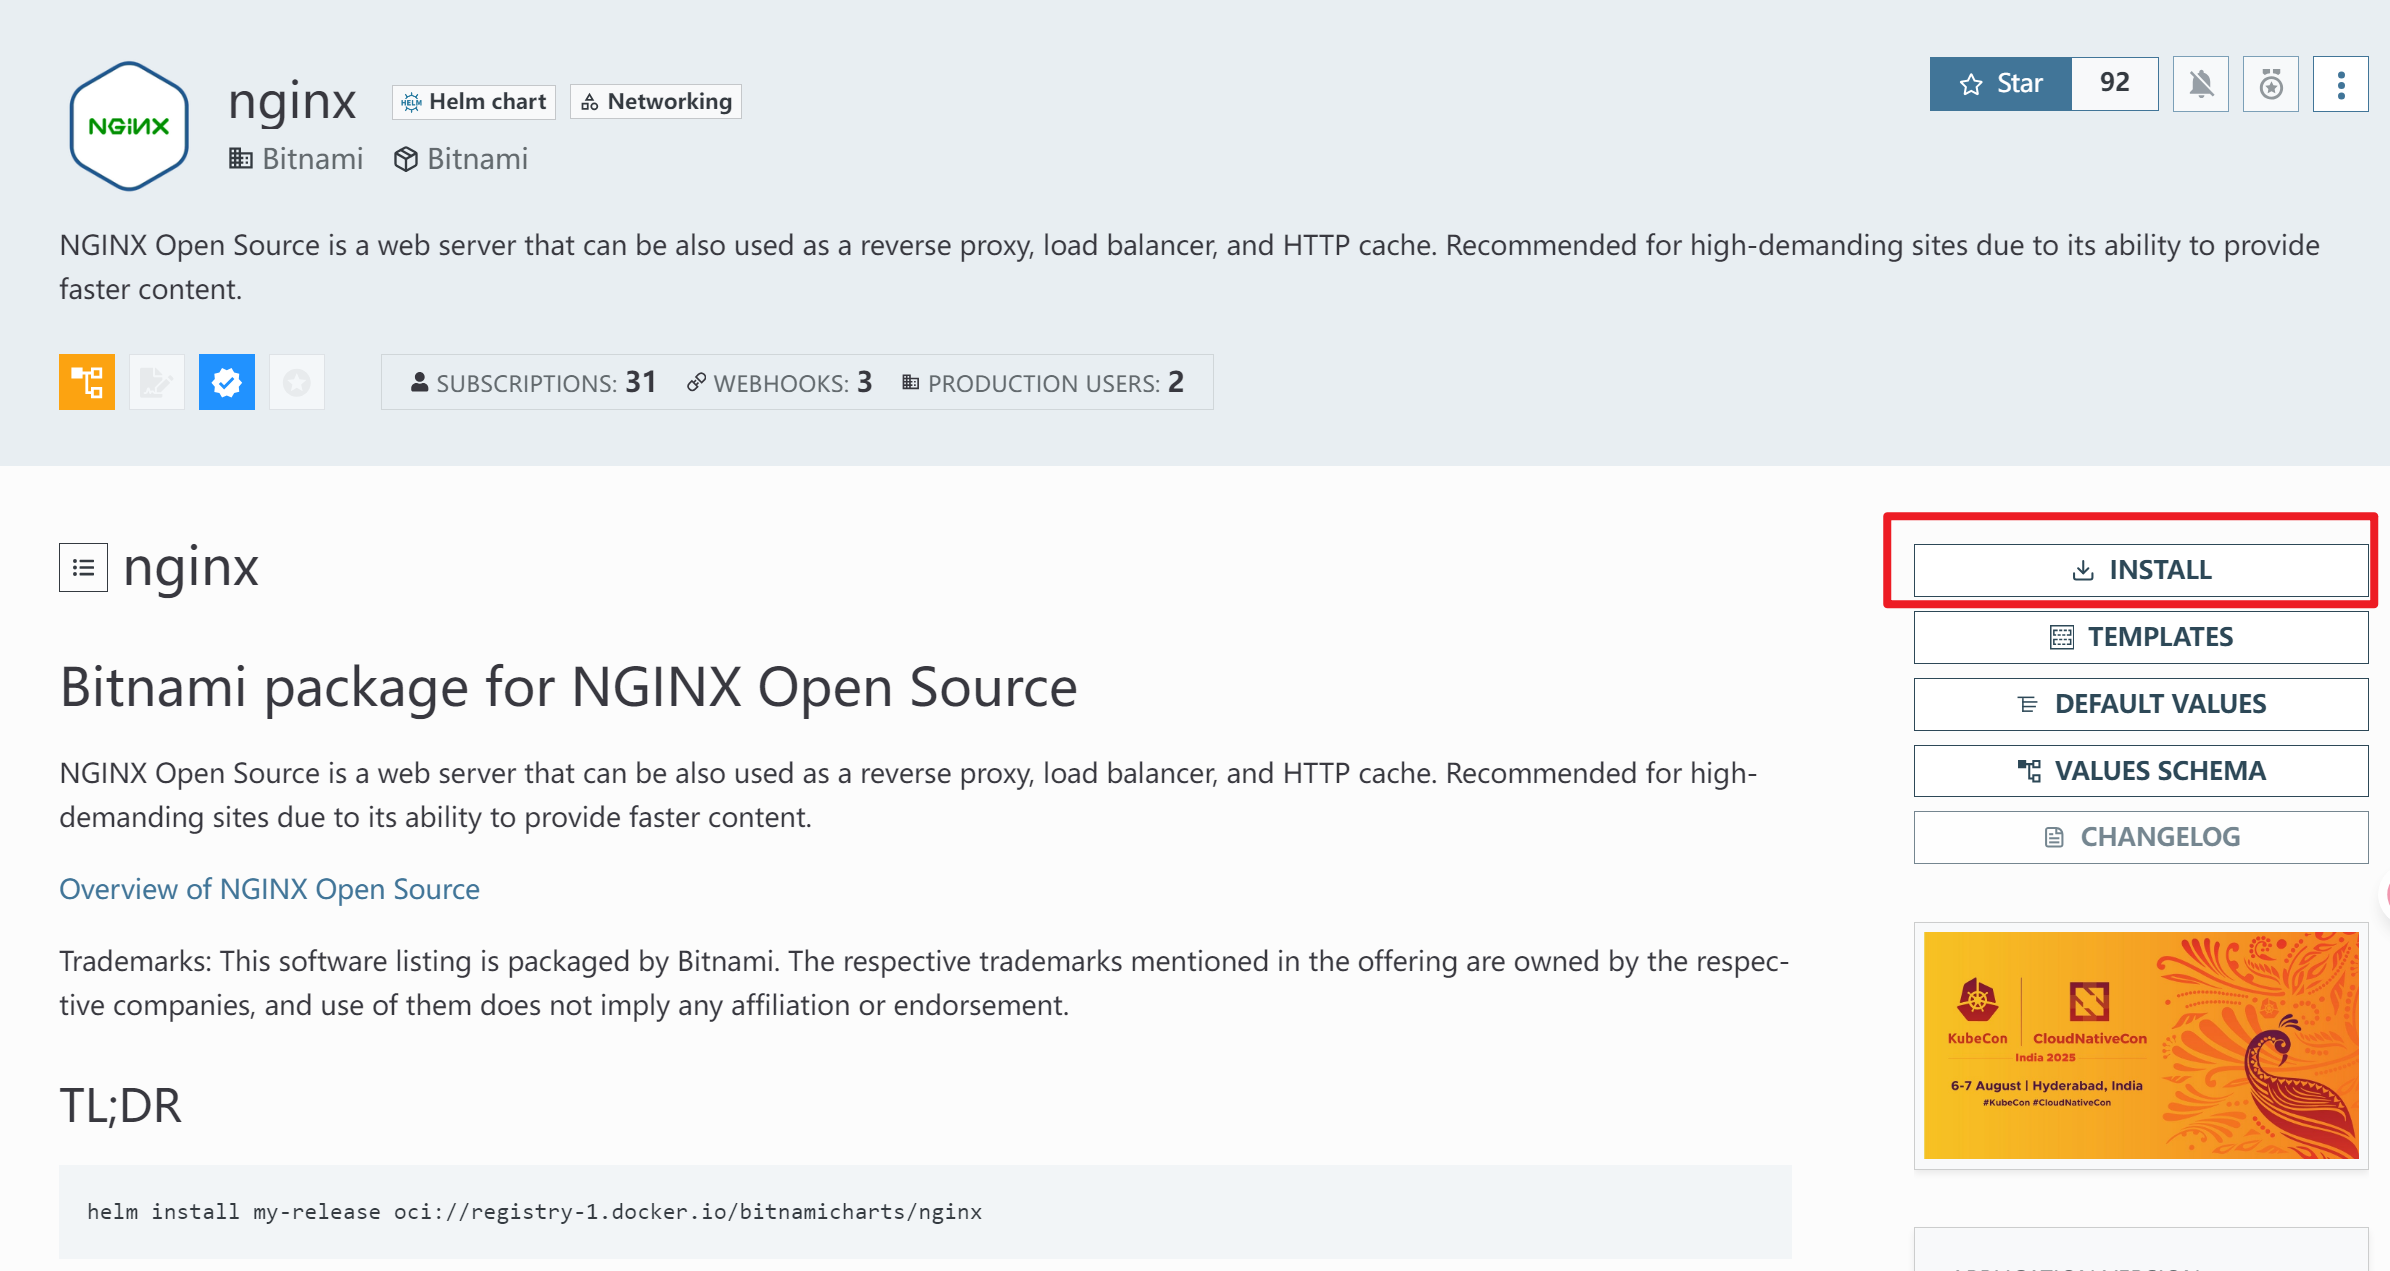 NGINX
nginx
HELM Helm chart
Networking
Bitnami
Bitnami
Star
92
NGINX Open Source is a web server that can be also used as a reverse proxy, load balancer, and HTTP cache. Recommended for high-demanding sites due to its ability to provide
faster content.
SUBSCRIPTIONS: 31
WEBHOOKS: 3
PRODUCTION USERS: 2
nginx
Bitnami package for NGINX Open Source
NGINX Open Source is a web server that can be also used as a reverse proxy, load balancer, and HTTP cache. Recommended for high-
demanding sites due to its ability to provide faster content.
Overview of NGINX Open Source
Trademarks: This software listing is packaged by Bitnami. The respective trademarks mentioned in the offering are owned by the respec-
tive companies, and use of them does not imply any affiliation or endorsement.
TL;DR
helm install my-release oci://registry-1.docker.io/bitnamicharts/nginx
INSTALL
TEMPLATES
DEFAULT VALUES
VALUES SCHEMA
CHANGELOG
KubeCon
CloudNativeCon
India 2025
6-7 August | Hyderabad, India
#KubeCon #CloudNativeCon